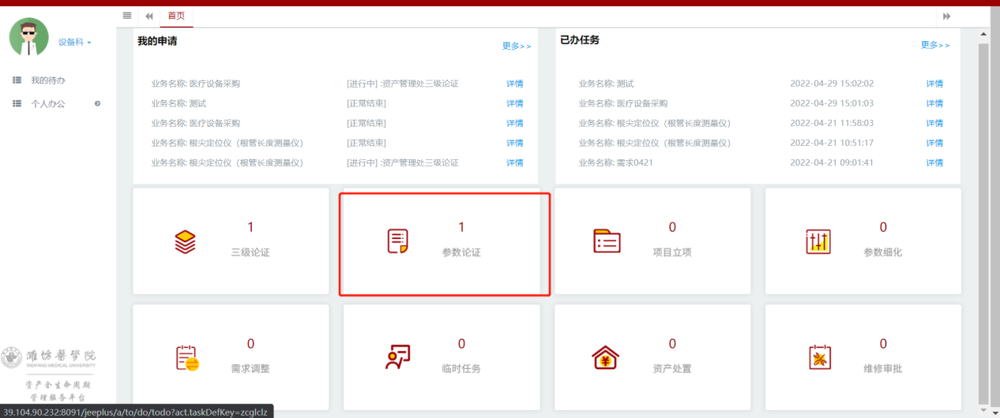 首页
设备科
我的待办
个人办公
我的申请 更多>>
业务名称: 医疗设备采购 [进行中] :资产管理处三级论证 详情
业务名称: 测试 [正常结束] 详情
业务名称: 医疗设备采购 [正常结束] 详情
业务名称: 根尖定位仪（根管长度测量仪） [正常结束] 详情
业务名称: 根尖定位仪（根管长度测量仪） [进行中] :资产管理处三级论证 详情
已办任务 更多>>
业务名称: 测试 2022-04-29 15:02:02 详情
业务名称: 医疗设备采购 2022-04-29 15:01:03 详情
业务名称: 根尖定位仪（根管长度测量仪） 2022-04-21 11:58:03 详情
业务名称: 根尖定位仪（根管长度测量仪） 2022-04-21 10:51:17 详情
业务名称: 需求0421 2022-04-21 09:01:41 详情
1
三级论证
1
参数论证
0
项目立项
0
参数细化
0
需求调整
0
临时任务
0
资产处置
0
维修审批
濰坊醫學院
WEIFANG MEDICAL UNIVERSITY
资产全生命周期
管理服务平台
39.104.90.232:8091/jeeplus/a/to/do/todo?act.taskDefKey=zcglclz